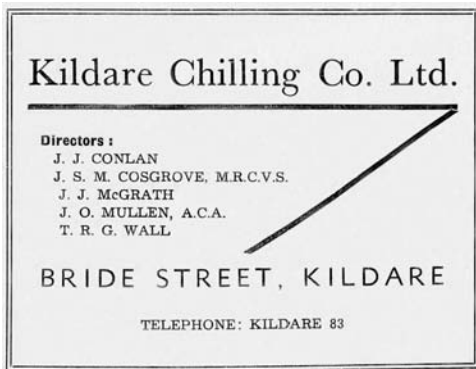 Kildare Chilling Co. Ltd.
Directors :
J. J. CONLAN
J. S. M. COSGROVE, M.R.C.V.S.
J. J. McGRATH
J. O. MULLEN, A.C.A.
T. R. G. WALL
BRIDE STREET, KILDARE
TELEPHONE: KILDARE 83